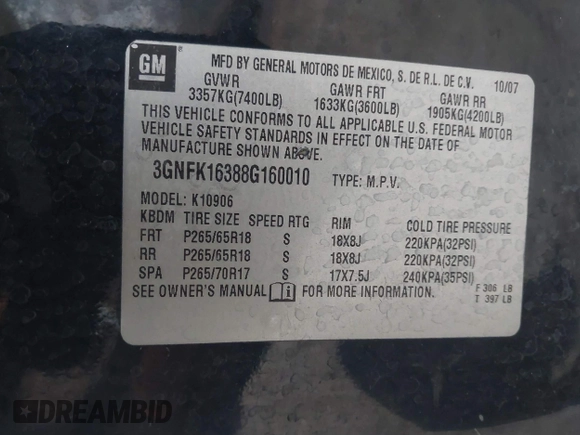 GM
MFD BY GENERAL MOTORS DE MEXICO, S. DE R.L. DE C.V. 10/07
GVWR GAWR FRT GAWR RR
3357KG(7400LB) 1633KG(3600LB) 1905KG(4200LB)
THIS VEHICLE CONFORMS TO ALL APPLICABLE U.S. FEDERAL MOTOR
VEHICLE SAFETY STANDARDS IN EFFECT ON THE DATE OF
MANUFACTURE SHOWN ABOVE.
3GNFK16388G160010 TYPE: M.P.V.
MODEL: K10906
KBDM TIRE SIZE SPEED RTG RIM COLD TIRE PRESSURE
FRT P265/65R18 S 18X8J 220KPA(32PSI)
RR P265/65R18 S 18X8J 220KPA(32PSI)
SPA P265/70R17 S 17X7.5J 240KPA(35PSI)
SEE OWNER'S MANUAL FOR MORE INFORMATION.
F 306 LB
T 397 LB
DREAMBID